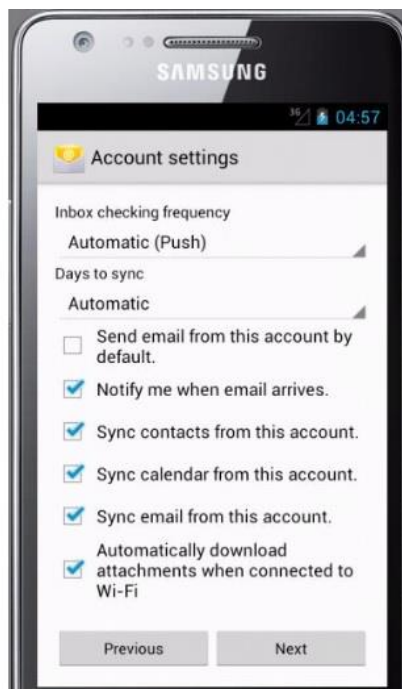 SAMSUNG
3G 04:57
Account settings
Inbox checking frequency
Automatic (Push)
Days to sync
Automatic
Send email from this account by
default.
Notify me when email arrives.
Sync contacts from this account.
Sync calendar from this account.
Sync email from this account.
Automatically download
attachments when connected to
Wi-Fi
Previous Next